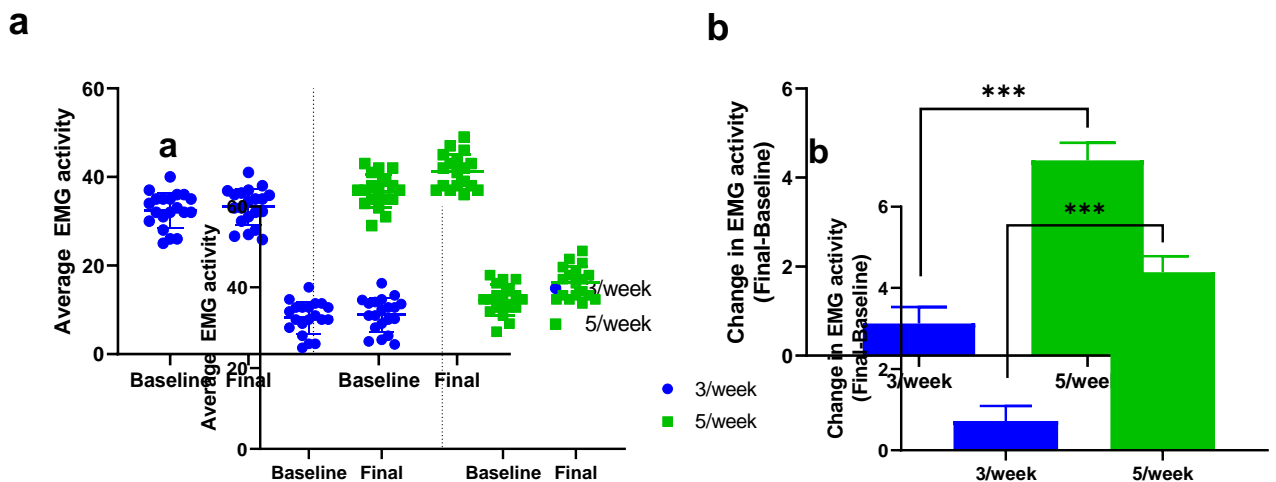 a
b
60
40
20
0
Average EMG activity
Baseline
Final
Baseline
Final
3/week
5/week
6
4
2
0
Change in EMG activity
(Final-Baseline)
***
3/week
5/week
a
60
40
20
0
Average EMG activity
Baseline
Final
Baseline
Final
3/week
5/week
b
6
4
2
0
Change in EMG activity
(Final-Baseline)
***
3/week
5/week